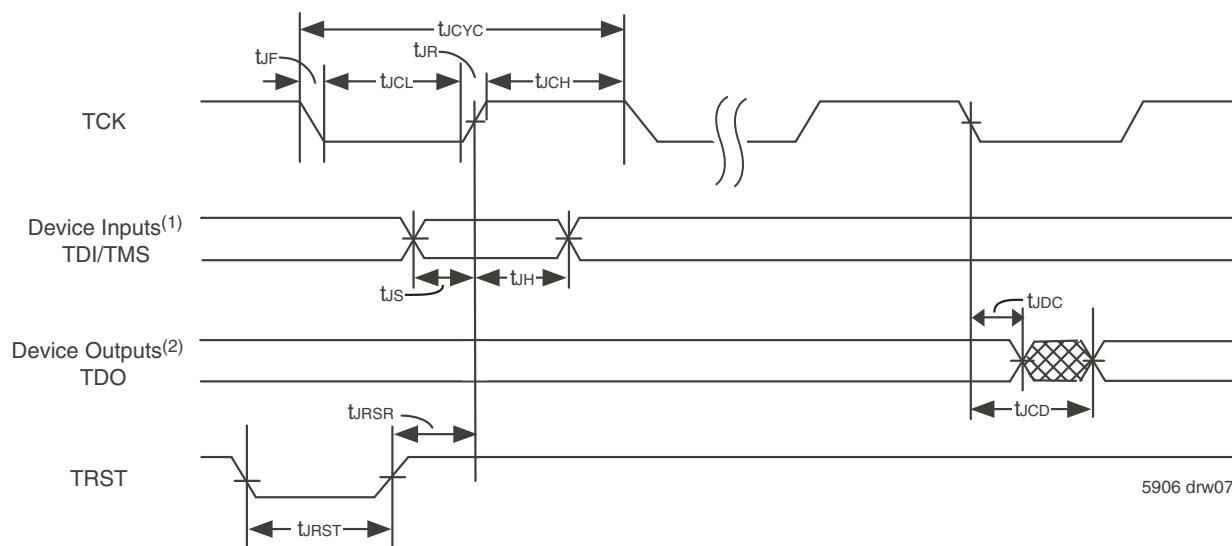 tJCYC
tJF
tJR
tJCL
tJCH
TCK
Device Inputs(1)
TDI/TMS
tJS
tJH
tJDC
Device Outputs(2)
TDO
tJCD
tJRSR
TRST
5906 drw07
tJRST